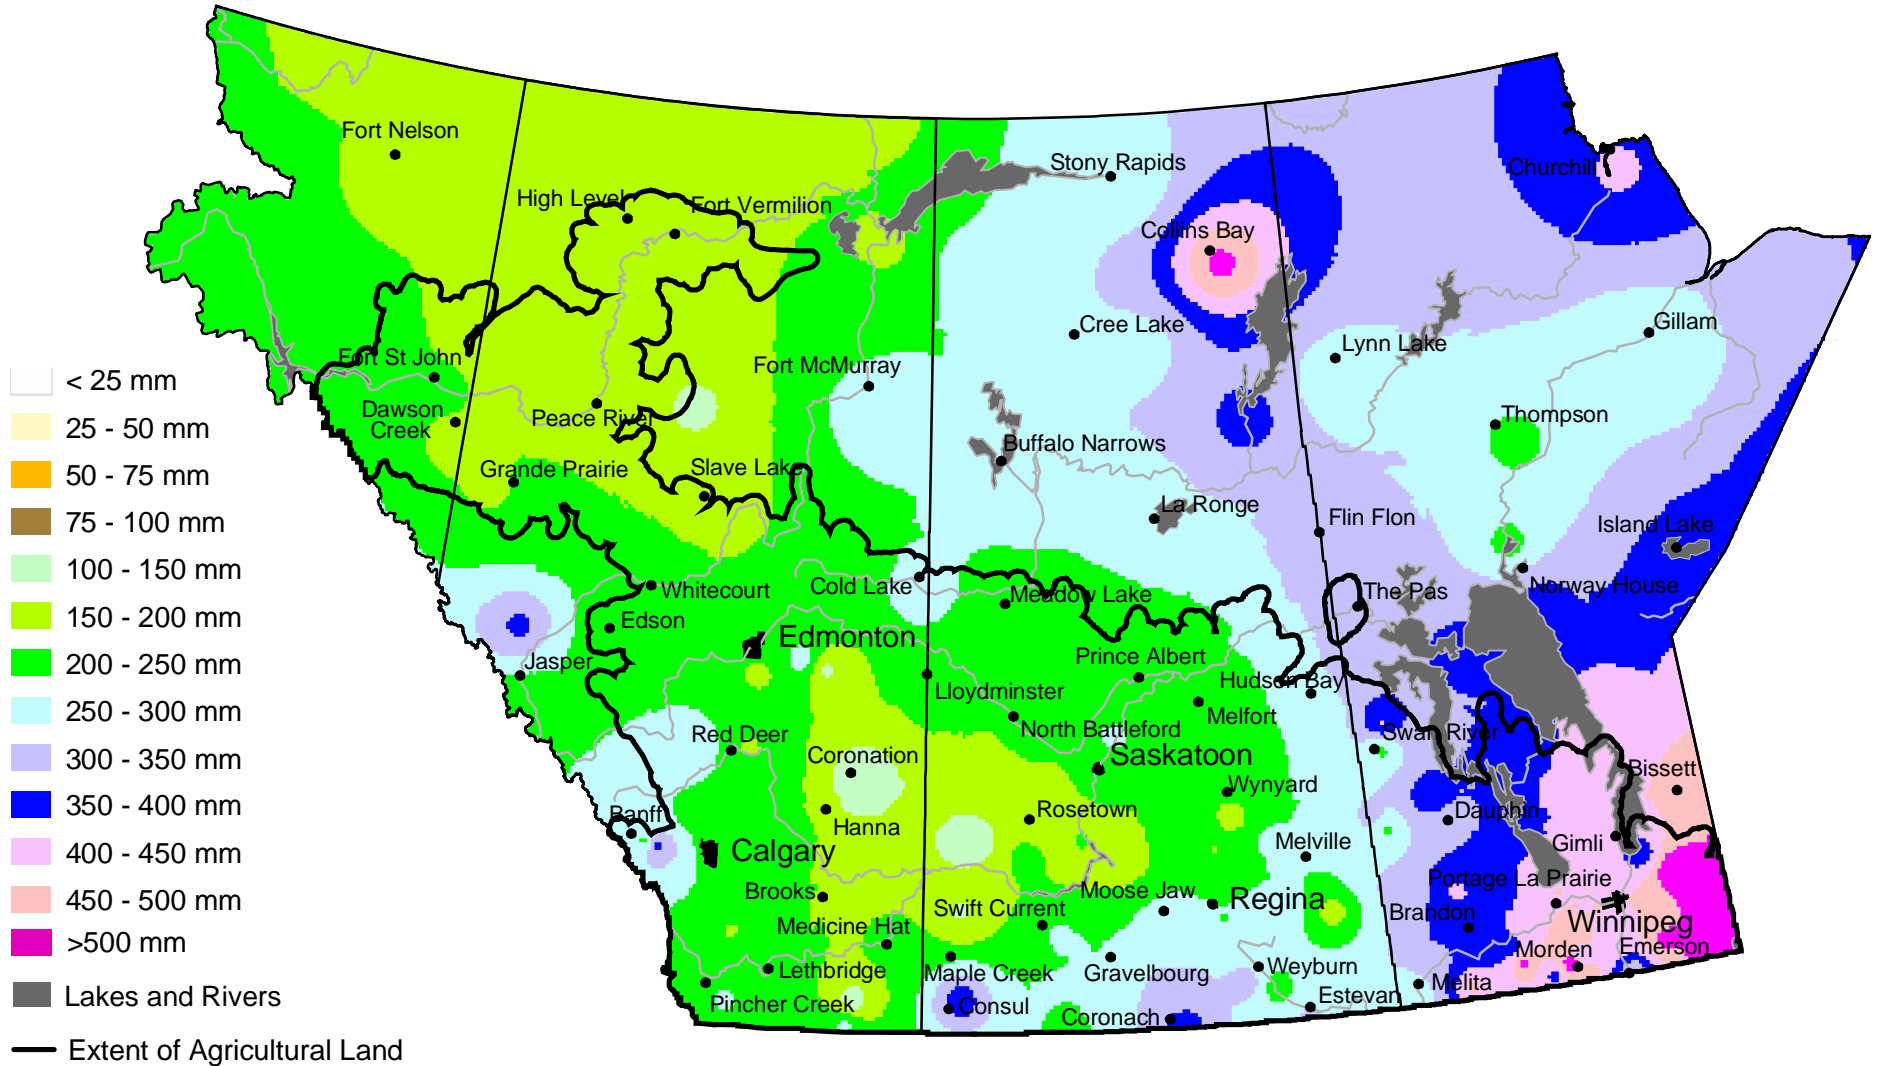 Fort Nelson
High Level
Fort Vermilion
Stony Rapids
Churchill
Collins Bay
Cree Lake
Gillam
Lynn Lake
Fort St John
Fort McMurray
Dawson
Creek
Peace River
Thompson
Buffalo Narrows
Grande Prairie
Slave Lake
La Ronge
Flin Flon
Island Lake
Whitecourt
Cold Lake
Meadow Lake
The Pas
Norway House
Edson
Edmonton
Jasper
Prince Albert
Lloydminster
Hudson Bay
Melfort
North Battleford
Red Deer
Swan River
Coronation
Saskatoon
Bissett
Wynyard
Banff
Hanna
Rosetown
Dauphin
Calgary
Melville
Gimli
Portage La Prairie
Brooks
Moose Jaw
Regina
Swift Current
Brandon
Winnipeg
Medicine Hat
Morden
Emerson
Lethbridge
Maple Creek
Gravelbourg
Weyburn
Melita
Pincher Creek
Consul
Estevan
Coronach
< 25 mm
25 - 50 mm
50 - 75 mm
75 - 100 mm
100 - 150 mm
150 - 200 mm
200 - 250 mm
250 - 300 mm
300 - 350 mm
350 - 400 mm
400 - 450 mm
450 - 500 mm
>500 mm
Lakes and Rivers
Extent of Agricultural Land